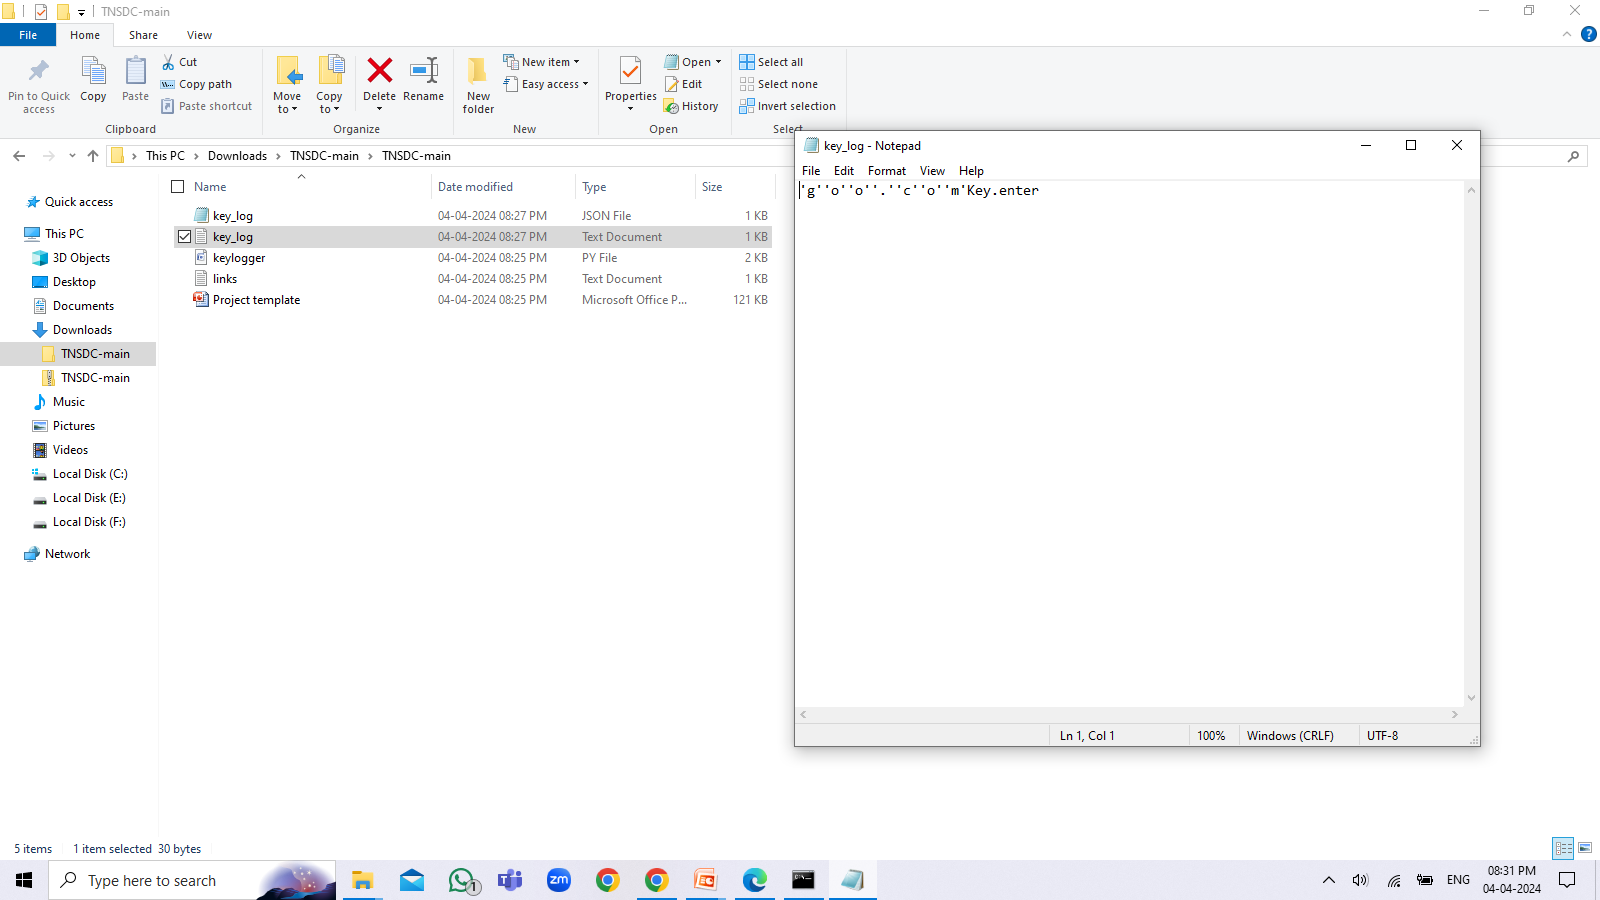 TNSDC-main
File
Home
Share
View
Pin to Quick access
Copy
Paste
Cut
Copy path
Paste shortcut
Clipboard
Move to
Copy to
Delete
Rename
Organize
New folder
New item
Easy access
New
Properties
Open
Edit
History
Open
Select all
Select none
Invert selection
Select
This PC
Downloads
TNSDC-main
TNSDC-main
Quick access
This PC
3D Objects
Desktop
Documents
Downloads
TNSDC-main
TNSDC-main
Music
Pictures
Videos
Local Disk (C:)
Local Disk (E:)
Local Disk (F:)
Network
Name Date modified Type Size
key_log 04-04-2024 08:27 PM JSON File 1 KB
key_log 04-04-2024 08:27 PM Text Document 1 KB
keylogger 04-04-2024 08:25 PM PY File 2 KB
links 04-04-2024 08:25 PM Text Document 1 KB
Project template 04-04-2024 08:25 PM Microsoft Office P... 121 KB
key_log - Notepad
File Edit Format View Help
'g''o''o''.''c''o''m'Key.enter
Ln 1, Col 1 100% Windows (CRLF) UTF-8
5 items 1 item selected 30 bytes
Type here to search
1
zm
ENG
08:31 PM
04-04-2024